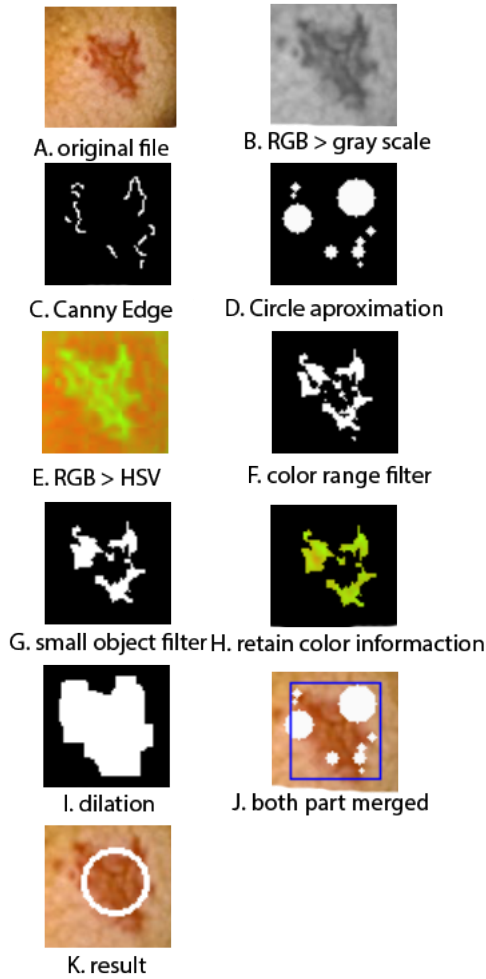 A. original file
B. RGB > gray scale
C. Canny Edge
D. Circle aproximation
E. RGB > HSV
F. color range filter
G. small object filter
H. retain color informaction
I. dilation
J. both part merged
K. result